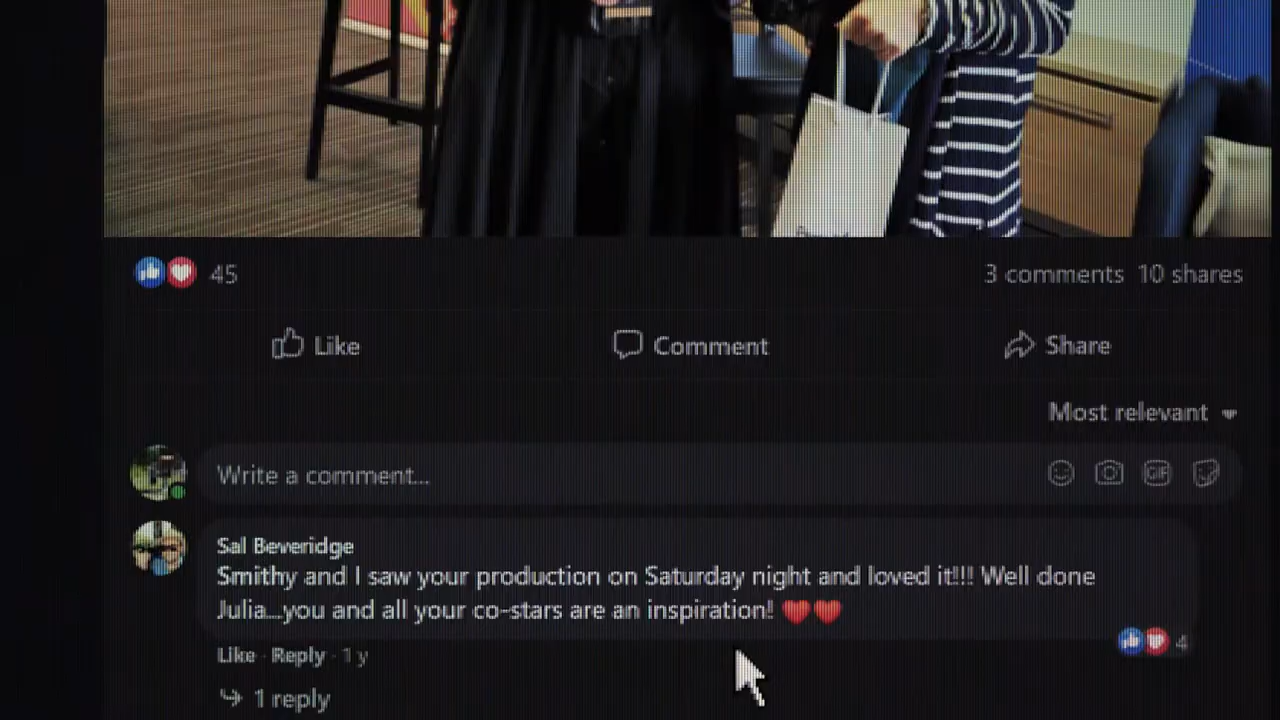 45
3 comments 10 shares
Like
Comment
Share
Most relevant
Write a comment...
GIF
Sal Beveridge
Smithy and I saw your production on Saturday night and loved it!!! Well done
Julia...you and all your co-stars are an inspiration! ❤❤
4
Like · Reply · 1 y
1 reply